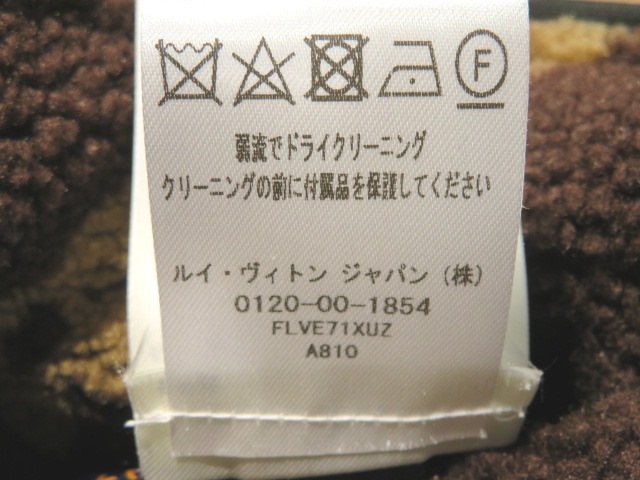 F
弱流でドライクリーニング
クリーニングの前に付属品を保護してください
ルイ・ヴィトン ジャパン (株)
0120-00-1854
FLVE71XUZ
A810